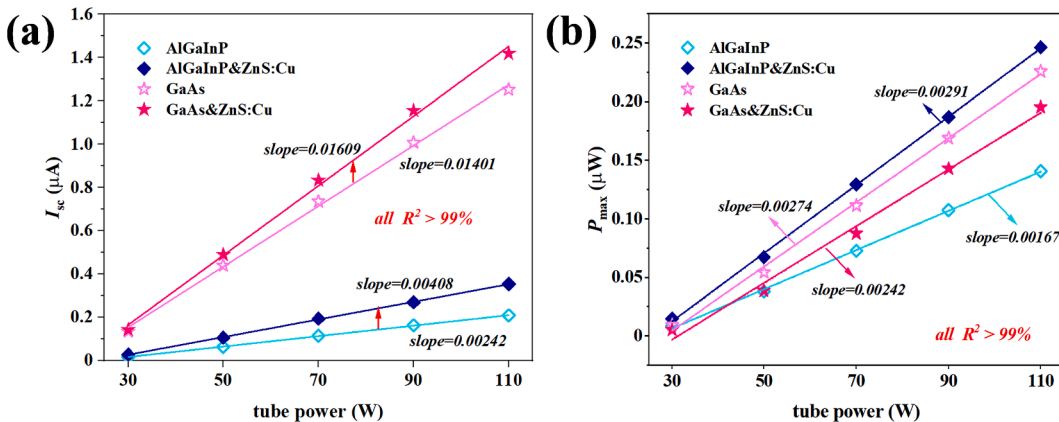 (a)
1.6
1.4
1.2
1.0
0.8
0.6
0.4
0.2
0
I_sc (μA)
AlGaInP
AlGaInP&ZnS:Cu
GaAs
GaAs&ZnS:Cu
slope=0.01609
slope=0.01401
all R² > 99%
slope=0.00408
slope=0.00242
30 50 70 90 110
tube power (W)
(b)
0.25
0.20
0.15
0.10
0.05
0
P_max (μW)
AlGaInP
AlGaInP&ZnS:Cu
GaAs
GaAs&ZnS:Cu
slope=0.00291
slope=0.00274
slope=0.00167
slope=0.00242
all R² > 99%
30 50 70 90 110
tube power (W)